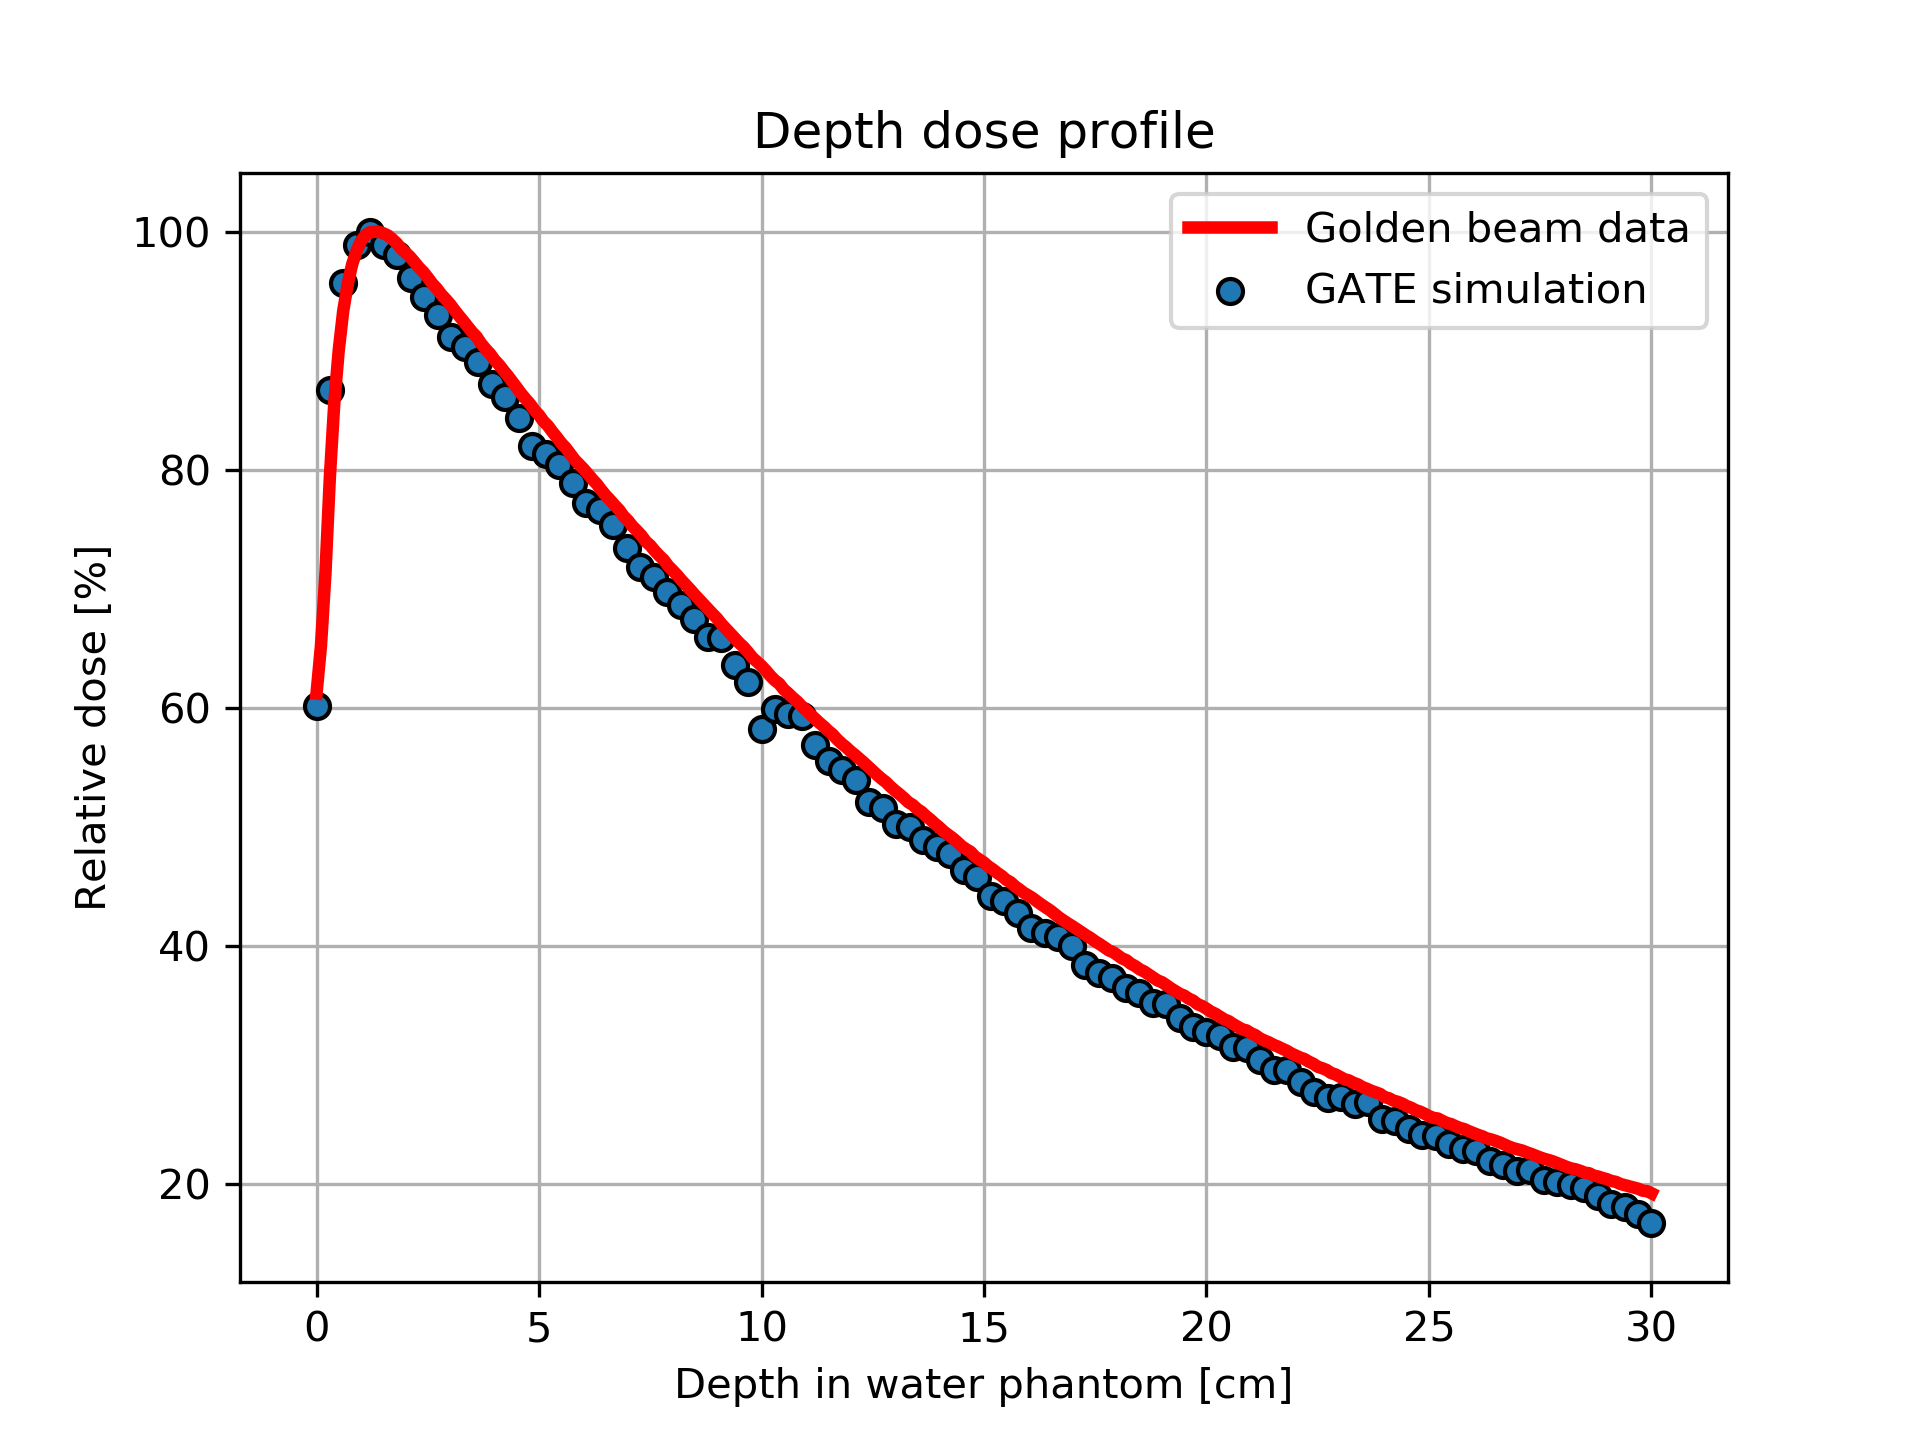 Depth dose profile
Golden beam data
GATE simulation
Relative dose [%]
100
80
60
40
20
0 5 10 15 20 25 30
Depth in water phantom [cm]